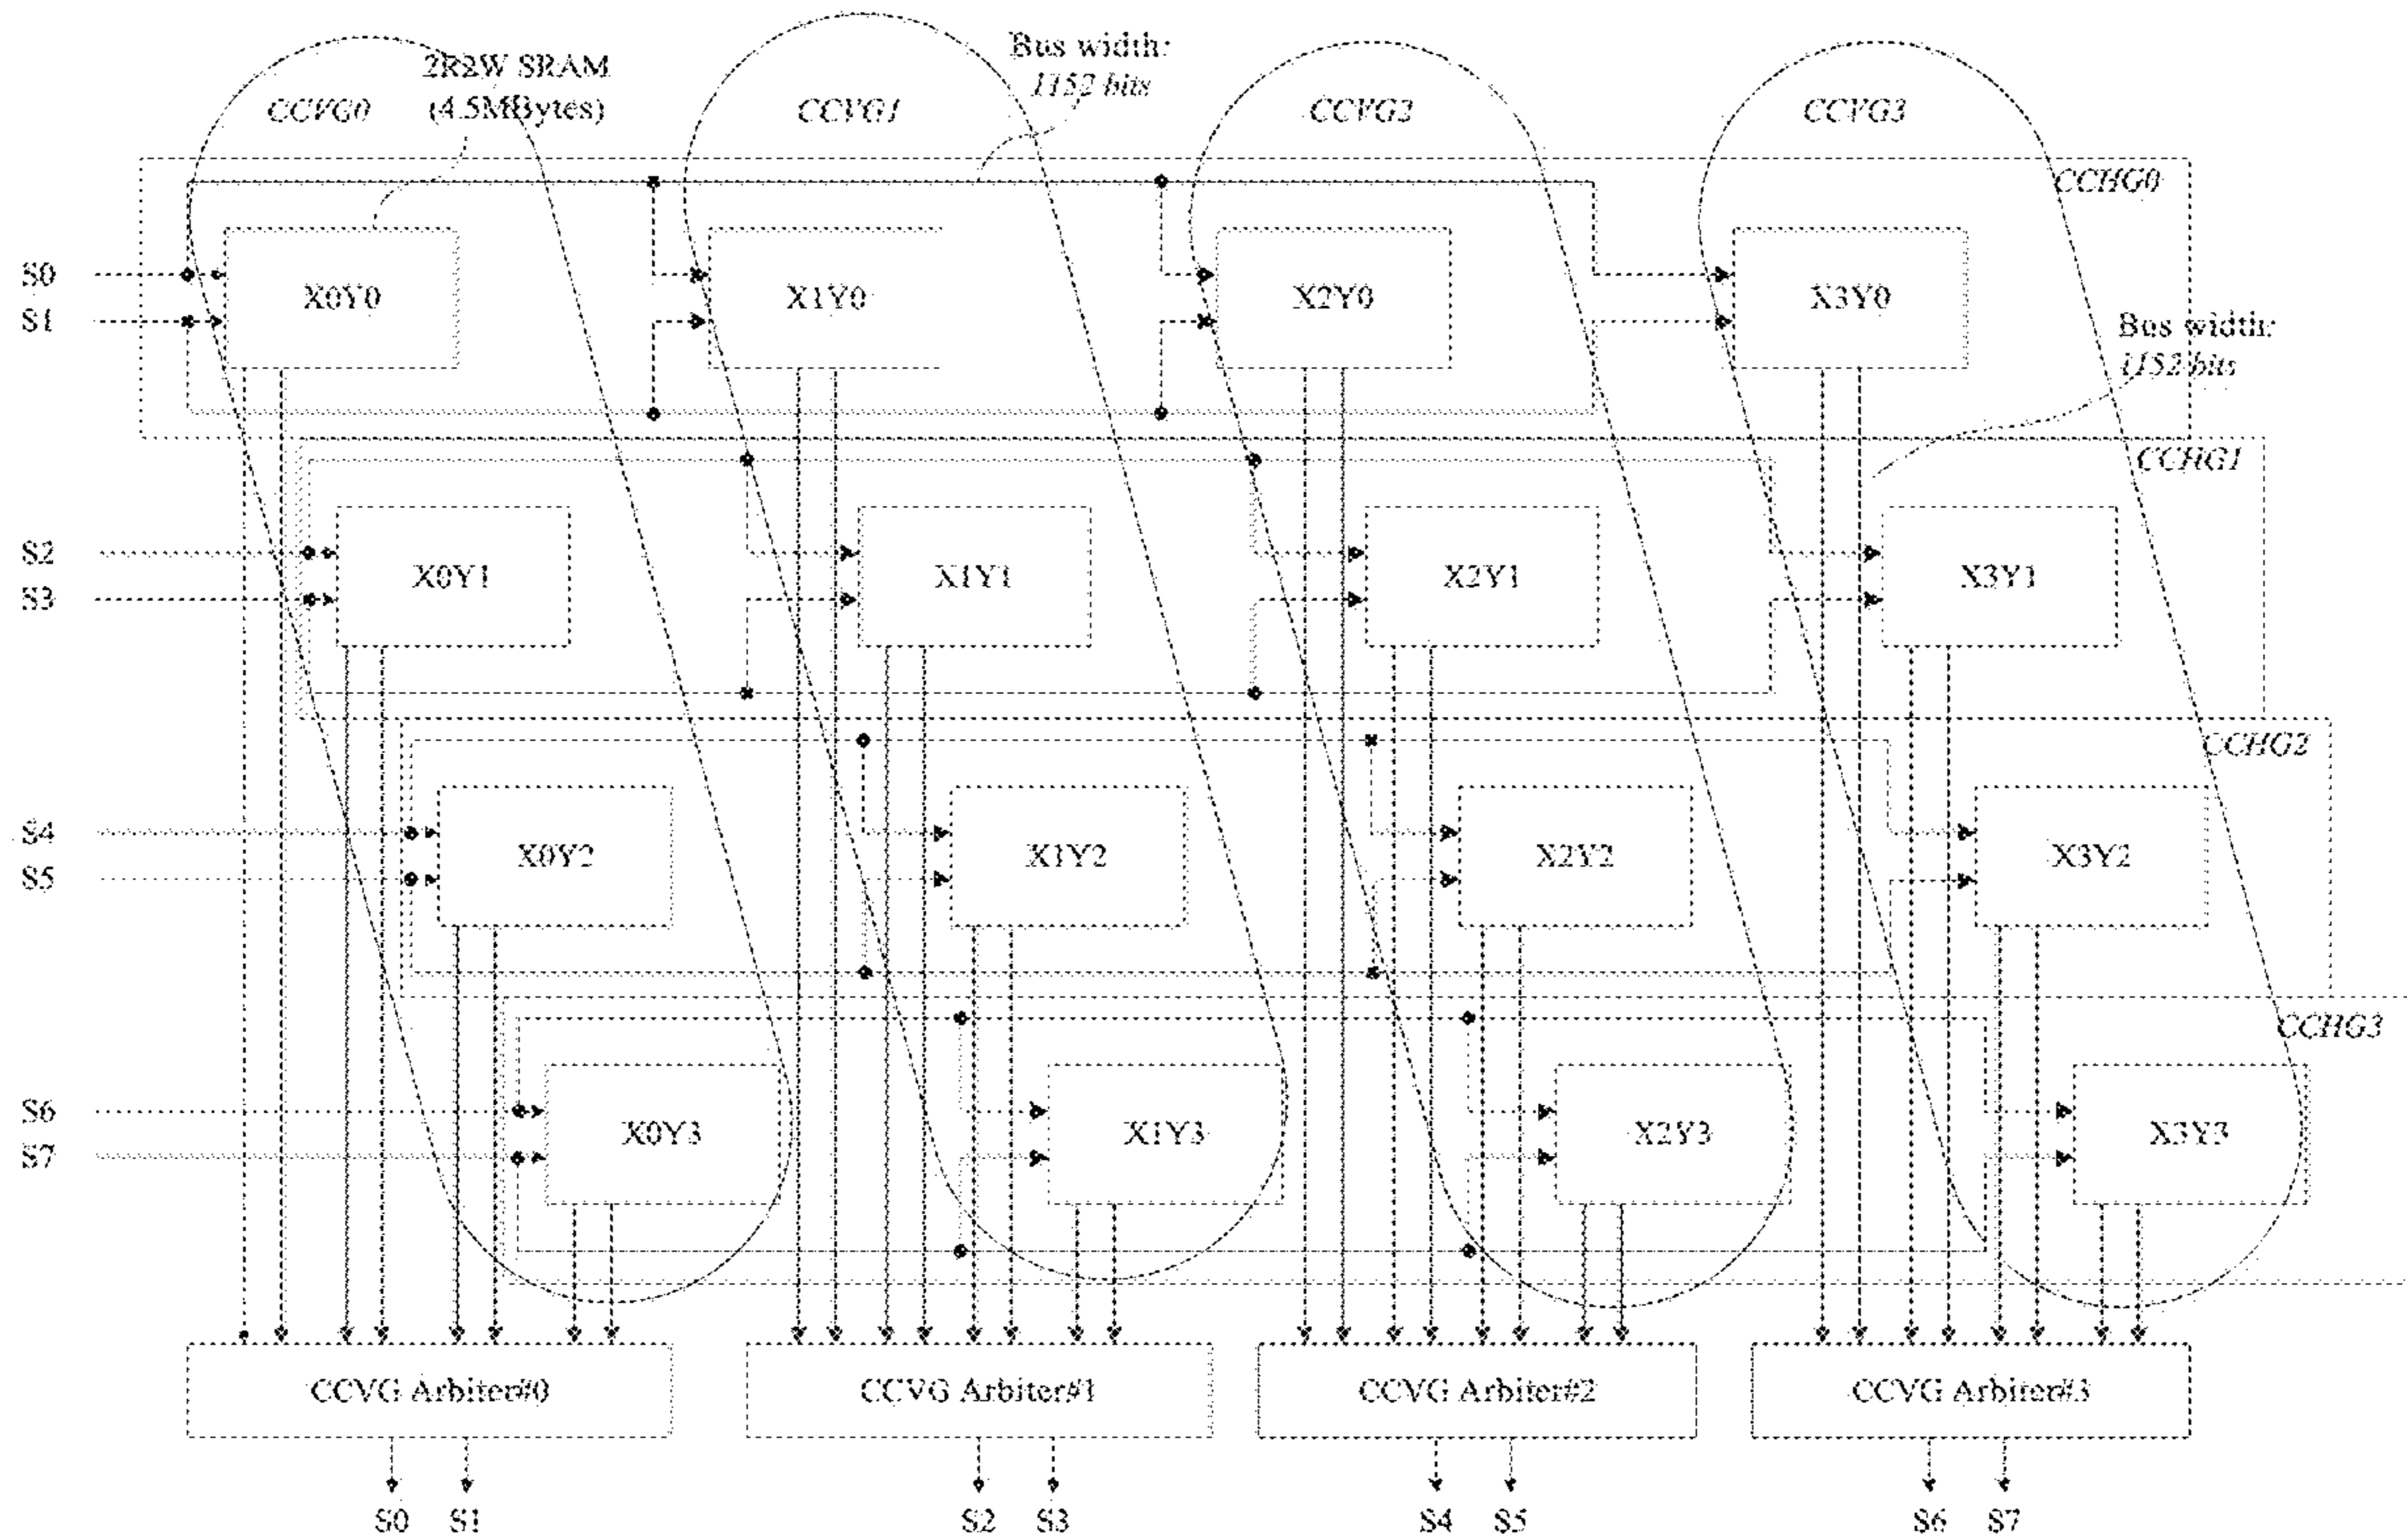 2R2W SRAM
(4.5MBytes)
Bus width:
1152 bits
CCVG0
CCVG1
CCVG2
CCVG3
CCHG0
S0
S1
X0Y0
X1Y0
X2Y0
X3Y0
Bus width:
1152 bits
CCHG1
S2
S3
X0Y1
X1Y1
X2Y1
X3Y1
CCHG2
S4
S5
X0Y2
X1Y2
X2Y2
X3Y2
CCHG3
S6
S7
X0Y3
X1Y3
X2Y3
X3Y3
CCVG Arbiter#0
CCVG Arbiter#1
CCVG Arbiter#2
CCVG Arbiter#3
S0
S1
S2
S3
S4
S5
S6
S7